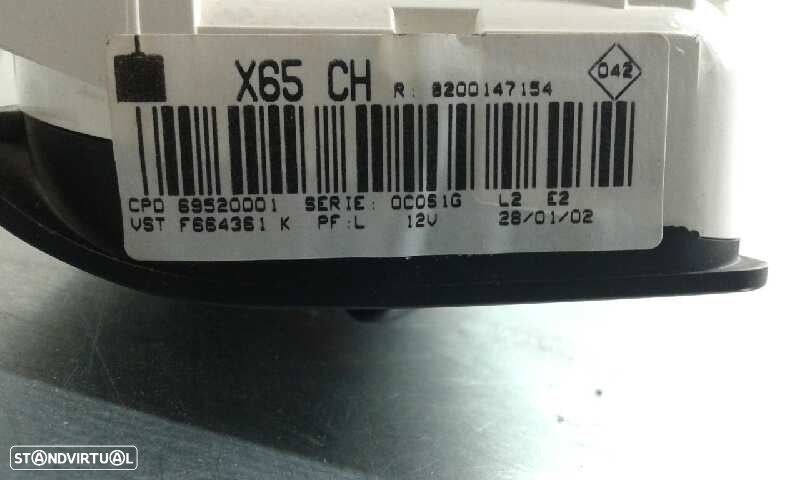 X65 CH R: 8200147154 042
CPD 69520001 SERIE: 0C051G L2 E2
VST F664361 K PF:L 12V 28/01/02
STANDVIRTUAL